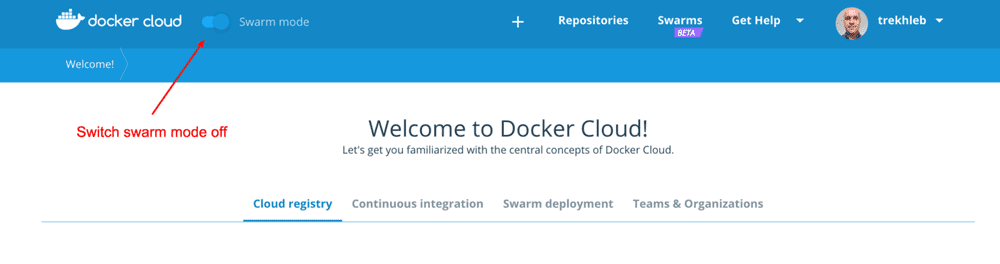 docker cloud Swarm mode + Repositories Swarms Get Help trekhleb
BETA
Welcome!
Switch swarm mode off
Welcome to Docker Cloud!
Let's get you familiarized with the central concepts of Docker Cloud.
Cloud registry Continuous integration Swarm deployment Teams & Organizations